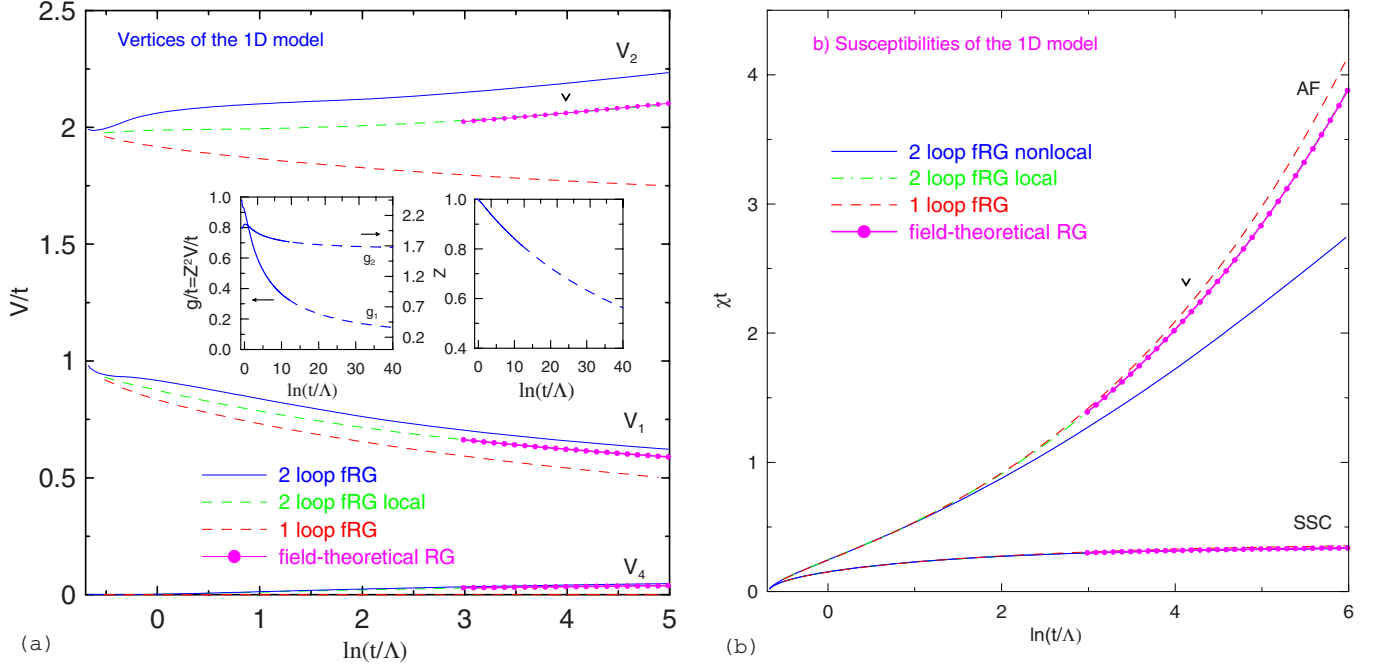 Vertices of the 1D model
V₂
V₁
V₄
V/t
2.5
2.0
1.5
1.0
0.5
0
0 1 2 3 4 5
ln(t/Λ)
2 loop fRG
2 loop fRG local
1 loop fRG
field-theoretical RG
g/t=Z²V/t
1.0
0.8
0.6
0.4
0.3
0.1
0.0
2.2
1.7
1.2
0.7
0.2
g₂
g₁
0 10 20 30 40
ln(t/Λ)
Z
1.0
0.8
0.6
0.4
0 10 20 30 40
ln(t/Λ)
(a)
b) Susceptibilities of the 1D model
AF
SSC
χt
4
3
2
1
0
0 2 4 6
ln(t/Λ)
2 loop fRG nonlocal
2 loop fRG local
1 loop fRG
field-theoretical RG
(b)